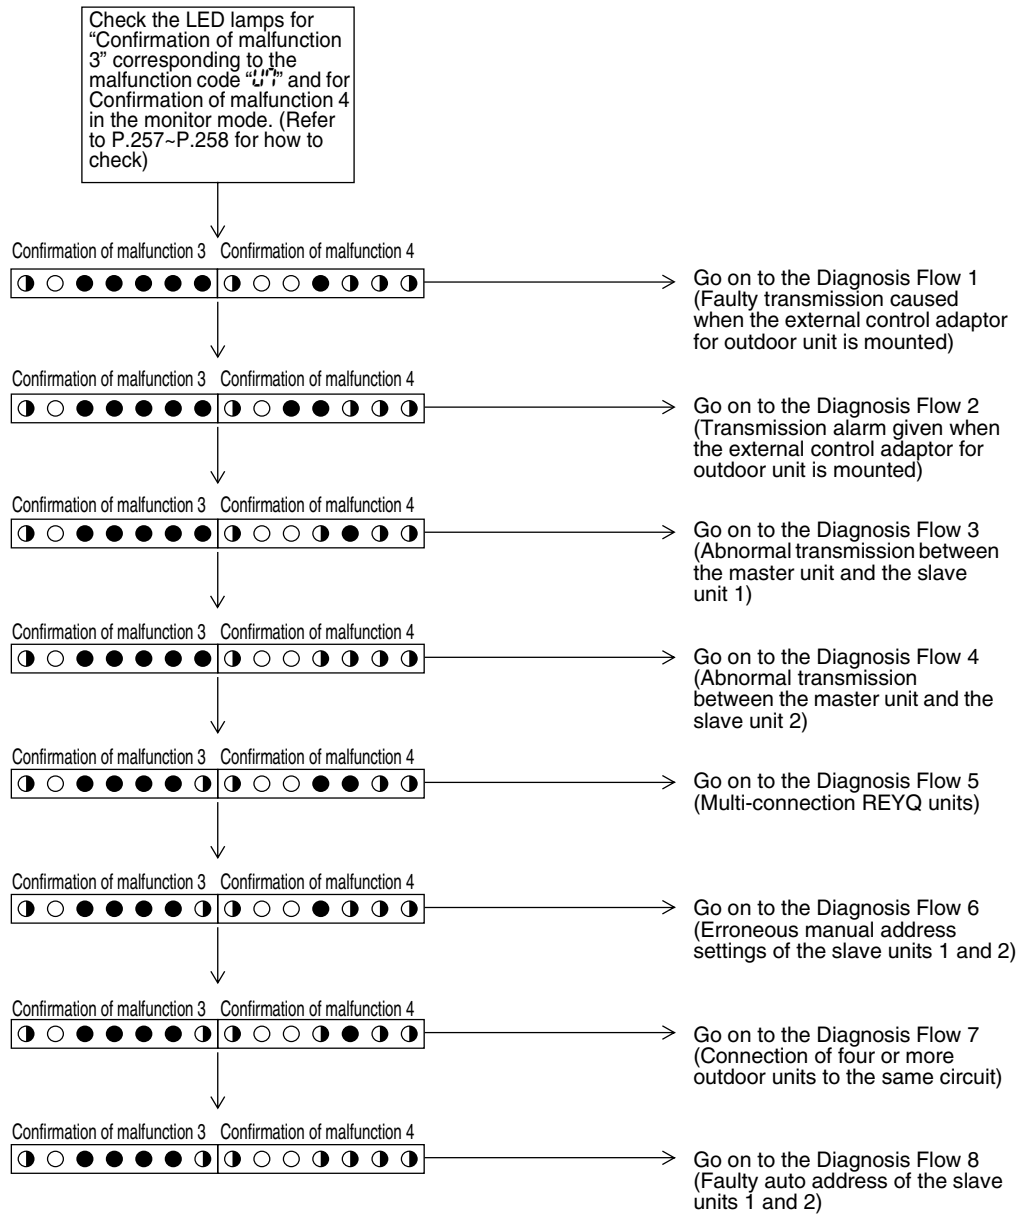 Check the LED lamps for
“Confirmation of malfunction
3” corresponding to the
malfunction code “U7” and for
Confirmation of malfunction 4
in the monitor mode. (Refer
to P.257~P.258 for how to
check)
Confirmation of malfunction 3 Confirmation of malfunction 4
Go on to the Diagnosis Flow 1
(Faulty transmission caused
when the external control adaptor
for outdoor unit is mounted)
Confirmation of malfunction 3 Confirmation of malfunction 4
Go on to the Diagnosis Flow 2
(Transmission alarm given when
the external control adaptor for
outdoor unit is mounted)
Confirmation of malfunction 3 Confirmation of malfunction 4
Go on to the Diagnosis Flow 3
(Abnormal transmission between
the master unit and the slave
unit 1)
Confirmation of malfunction 3 Confirmation of malfunction 4
Go on to the Diagnosis Flow 4
(Abnormal transmission
between the master unit and the
slave unit 2)
Confirmation of malfunction 3 Confirmation of malfunction 4
Go on to the Diagnosis Flow 5
(Multi-connection REYQ units)
Confirmation of malfunction 3 Confirmation of malfunction 4
Go on to the Diagnosis Flow 6
(Erroneous manual address
settings of the slave units 1 and 2)
Confirmation of malfunction 3 Confirmation of malfunction 4
Go on to the Diagnosis Flow 7
(Connection of four or more
outdoor units to the same circuit)
Confirmation of malfunction 3 Confirmation of malfunction 4
Go on to the Diagnosis Flow 8
(Faulty auto address of the slave
units 1 and 2)